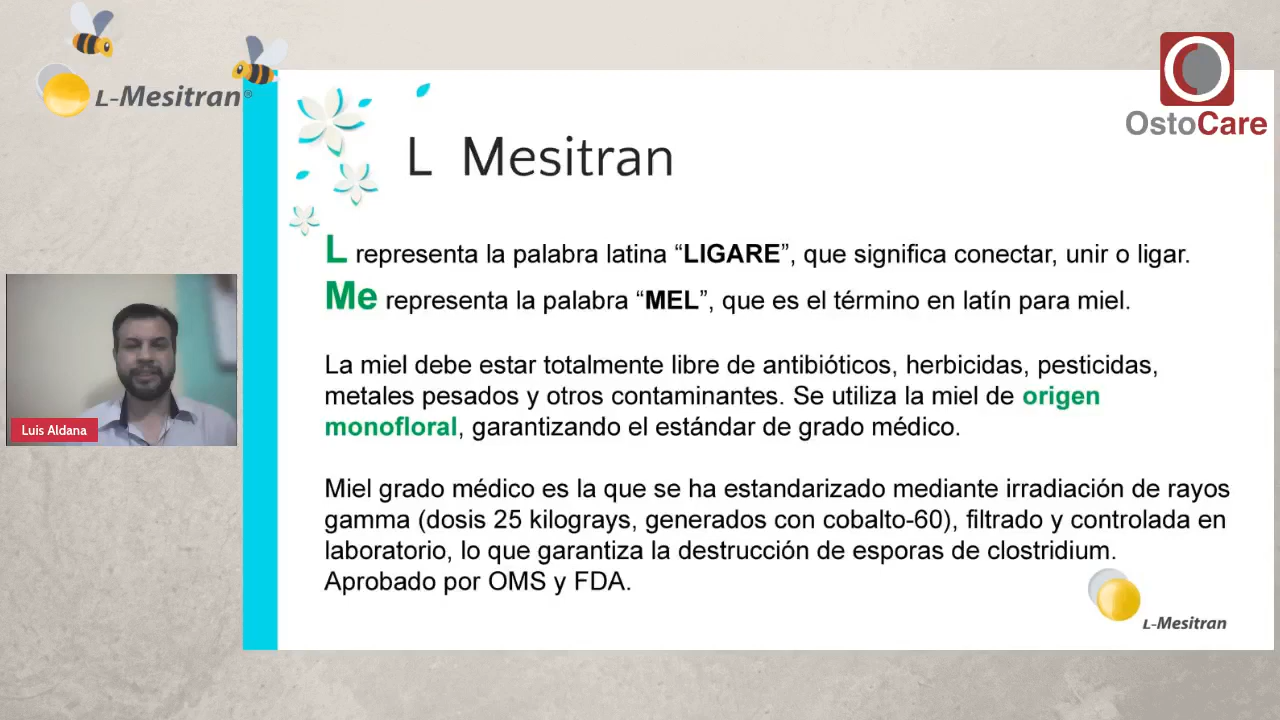 L-Mesitran®
OstoCare
L Mesitran
L representa la palabra latina “LIGARE”, que significa conectar, unir o ligar.
Me representa la palabra “MEL”, que es el término en latín para miel.
La miel debe estar totalmente libre de antibióticos, herbicidas, pesticidas,
metales pesados y otros contaminantes. Se utiliza la miel de origen
monofloral, garantizando el estándar de grado médico.
Miel grado médico es la que se ha estandarizado mediante irradiación de rayos
gamma (dosis 25 kilograys, generados con cobalto-60), filtrado y controlada en
laboratorio, lo que garantiza la destrucción de esporas de clostridium.
Aprobado por OMS y FDA.
Luis Aldana
L-Mesitran